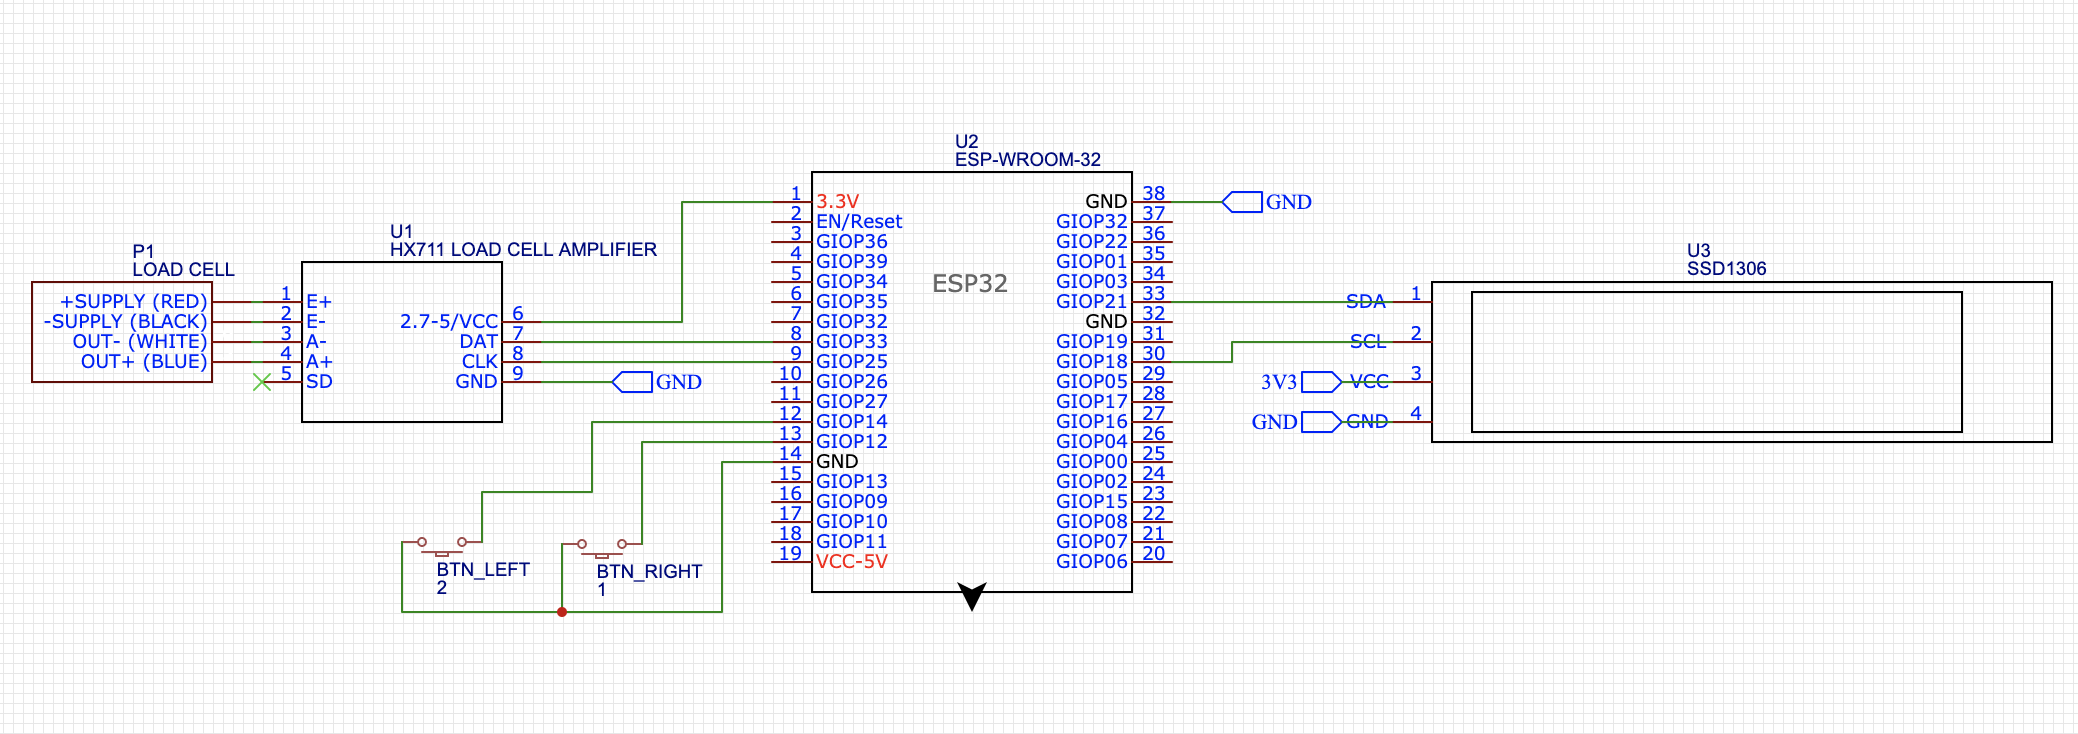 P1
LOAD CELL
+SUPPLY (RED)
-SUPPLY (BLACK)
OUT- (WHITE)
OUT+ (BLUE)
U1
HX711 LOAD CELL AMPLIFIER
1 E+
2 E-
3 A-
4 A+
5 SD
2.7-5/VCC 6
DAT 7
CLK 8
GND 9
GND
BTN_LEFT
2
BTN_RIGHT
1
U2
ESP-WROOM-32
ESP32
1 3.3V
2 EN/Reset
3 GIOP36
4 GIOP39
5 GIOP34
6 GIOP35
7 GIOP32
8 GIOP33
9 GIOP25
10 GIOP26
11 GIOP27
12 GIOP14
13 GIOP12
14 GND
15 GIOP13
16 GIOP09
17 GIOP10
18 GIOP11
19 VCC-5V
GND 38
GIOP32 37
GIOP22 36
GIOP01 35
GIOP03 34
GIOP21 33
GND 32
GIOP19 31
GIOP18 30
GIOP05 29
GIOP17 28
GIOP16 27
GIOP04 26
GIOP00 25
GIOP02 24
GIOP15 23
GIOP08 22
GIOP07 21
GIOP06 20
GND
U3
SSD1306
SDA 1
SCL 2
3V3 VCC 3
GND GND 4